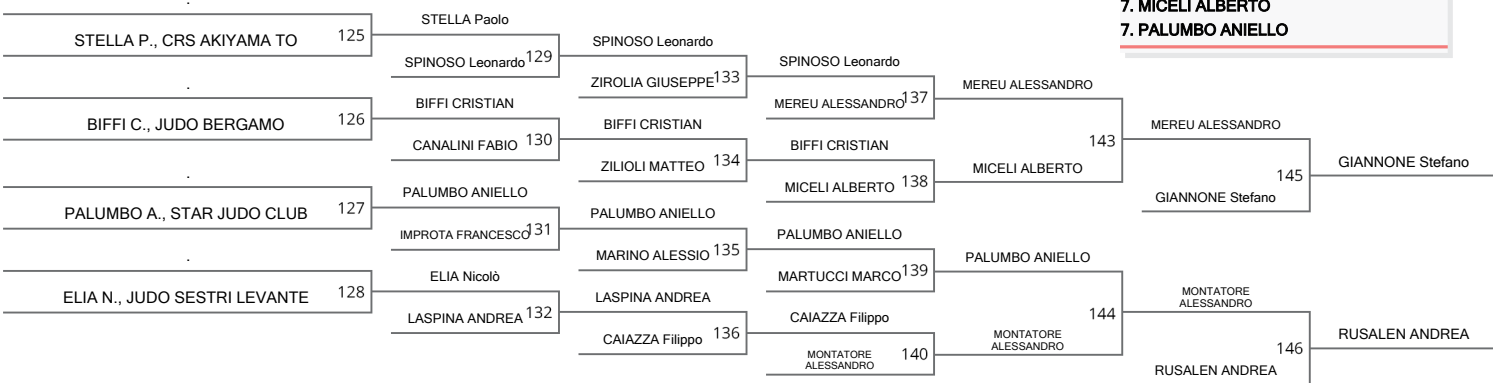 7. MICELI ALBERTO
7. PALUMBO ANIELLO
.
STELLA P., CRS AKIYAMA TO
125
.
BIFFI C., JUDO BERGAMO
126
.
PALUMBO A., STAR JUDO CLUB
127
.
ELIA N., JUDO SESTRI LEVANTE
128
STELLA Paolo
SPINOSO Leonardo
129
BIFFI CRISTIAN
CANALINI FABIO
130
PALUMBO ANIELLO
IMPROTA FRANCESCO
131
ELIA Nicolò
LASPINA ANDREA
132
SPINOSO Leonardo
ZIROLIA GIUSEPPE
133
BIFFI CRISTIAN
ZILIOLI MATTEO
134
PALUMBO ANIELLO
MARINO ALESSIO
135
LASPINA ANDREA
CAIAZZA Filippo
136
SPINOSO Leonardo
MEREU ALESSANDRO
137
BIFFI CRISTIAN
MICELI ALBERTO
138
PALUMBO ANIELLO
MARTUCCI MARCO
139
CAIAZZA Filippo
MONTATORE
ALESSANDRO
140
MEREU ALESSANDRO
143
MICELI ALBERTO
PALUMBO ANIELLO
144
MONTATORE
ALESSANDRO
MEREU ALESSANDRO
145
GIANNONE Stefano
MONTATORE
ALESSANDRO
146
RUSALEN ANDREA
GIANNONE Stefano
RUSALEN ANDREA